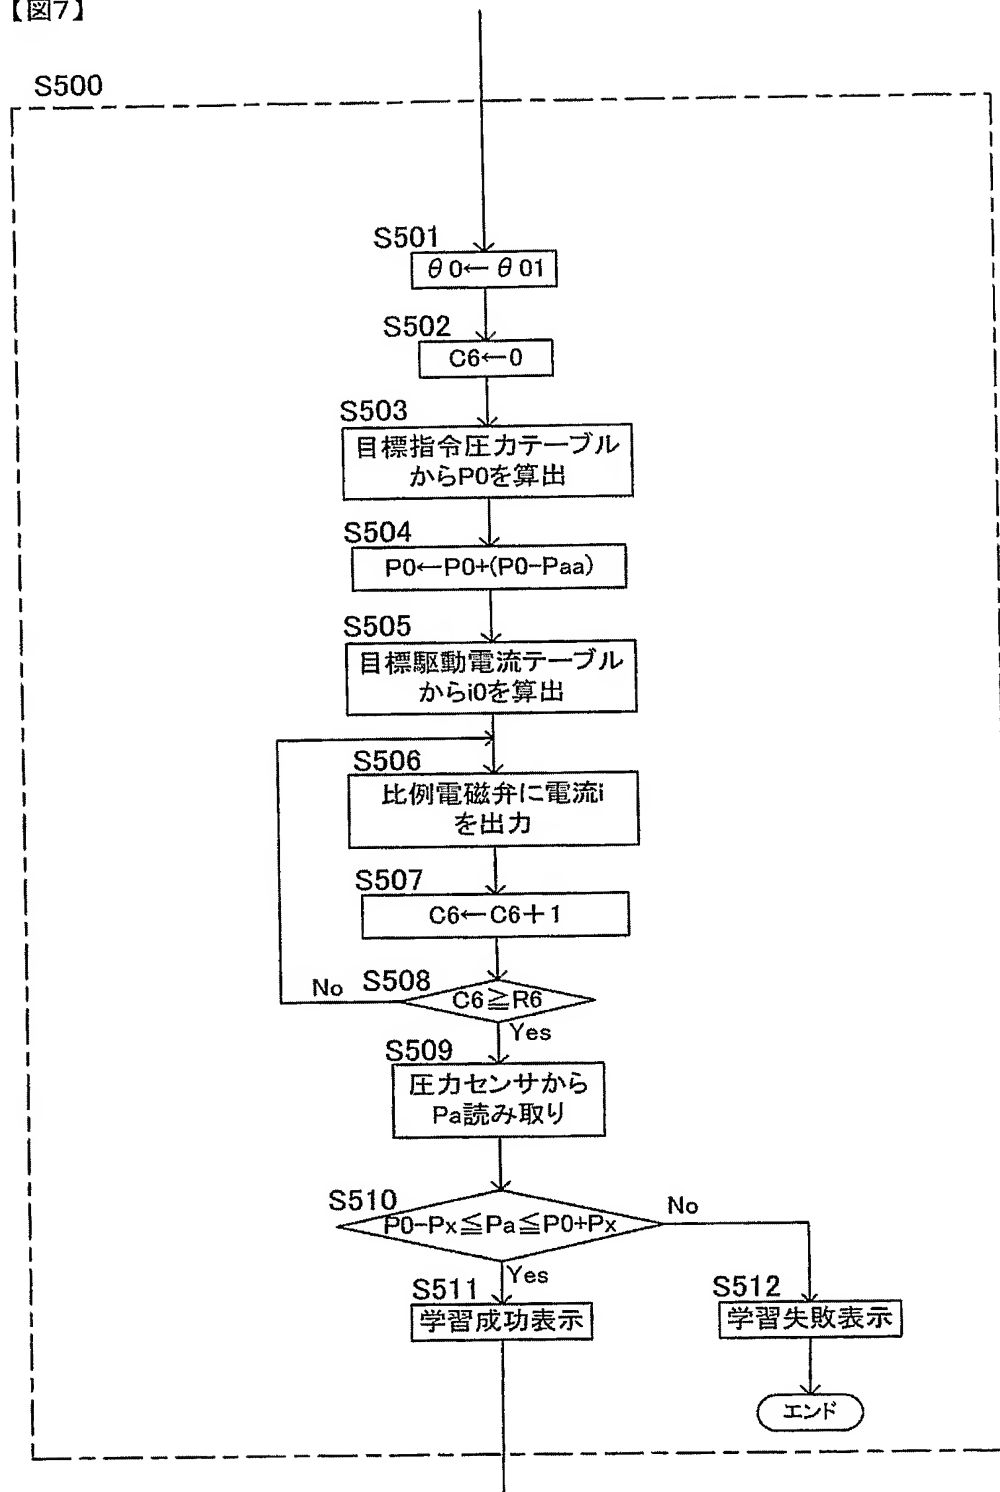 【図7】
S500
S501
θ0←θ01
S502
C6←0
S503
目標指令圧力テーブル
からP0を算出
S504
P0←P0+(P0-Paa)
S505
目標駆動電流テーブル
からi0を算出
S506
比例電磁弁に電流i
を出力
S507
C6←C6+1
S508
No
C6≧R6
Yes
S509
圧力センサから
Pa読み取り
S510
P0-Px≦Pa≦P0+Px
No
Yes
S511
学習成功表示
S512
学習失敗表示
エンド